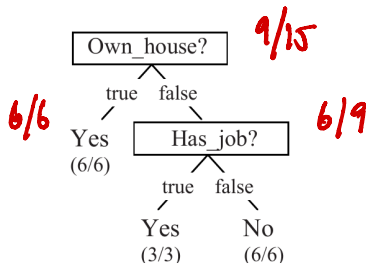 Own_house?
9/15
true false
6/6
6/9
Yes
(6/6)
Has_job?
true false
Yes No
(3/3) (6/6)